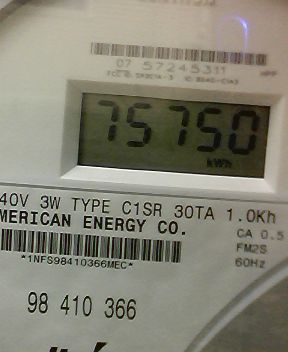 07 57245311
75750
kWh
40V 3W TYPE C1SR 30TA 1.0Kh
MERICAN ENERGY CO.
CA 0.5
FM2S
60Hz
*1NFS98410366MEC*
98 410 366